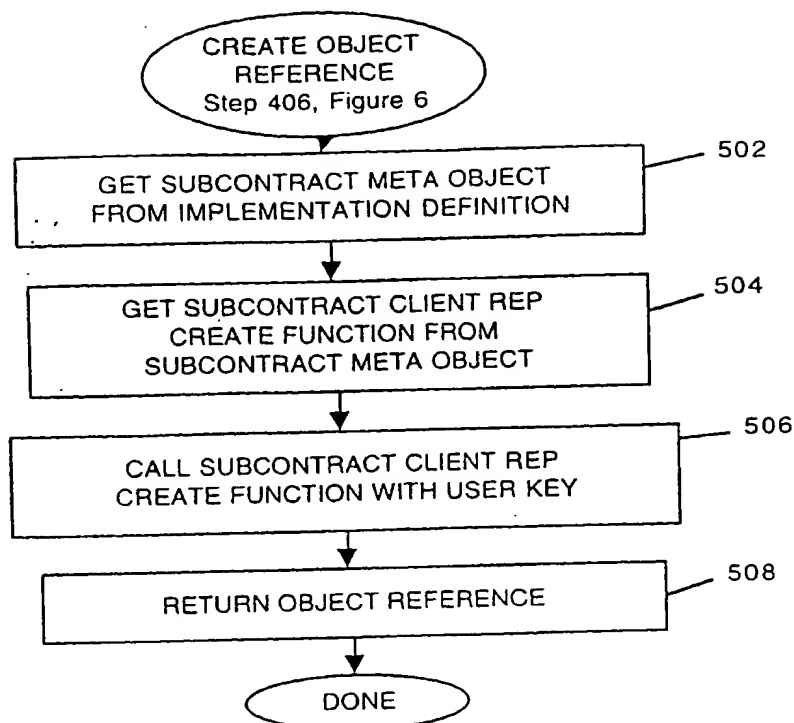 CREATE OBJECT
REFERENCE
Step 406, Figure 6
502
GET SUBCONTRACT META OBJECT
FROM IMPLEMENTATION DEFINITION
504
GET SUBCONTRACT CLIENT REP
CREATE FUNCTION FROM
SUBCONTRACT META OBJECT
506
CALL SUBCONTRACT CLIENT REP
CREATE FUNCTION WITH USER KEY
508
RETURN OBJECT REFERENCE
DONE